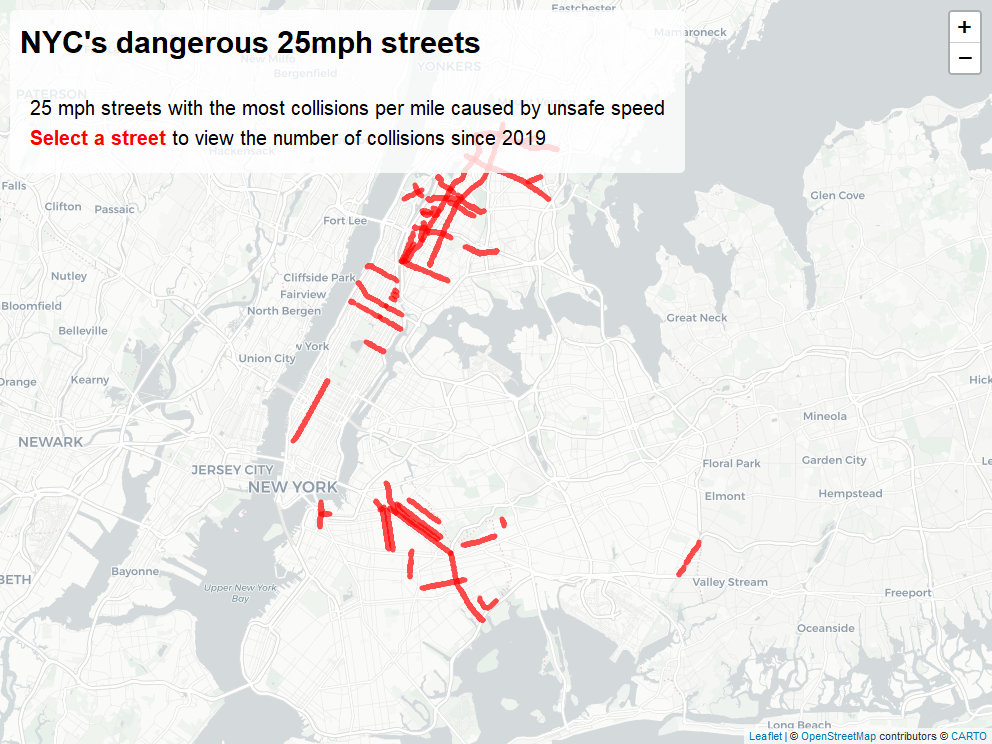 Eastchester
Mamaroneck
+
−
NYC's dangerous 25mph streets
New Milfo
Bergenfield
YONKERS
PATERSON
25 mph streets with the most collisions per mile caused by unsafe speed
Select a street to view the number of collisions since 2019
Hackensack
Falls
Clifton
Passaic
Fort Lee
Glen Cove
Nutley
Cliffside Park
Fairview
North Bergen
Bloomfield
Belleville
Great Neck
w York
Union City
Orange
Kearny
Hick
Mineola
NEWARK
Floral Park
Garden City
JERSEY CITY
NEW YORK
Elmont
Hempstead
Le
BETH
Bayonne
Upper New York
Bay
Valley Stream
Freeport
Oceanside
Long Beach
Leaflet | © OpenStreetMap contributors © CARTO